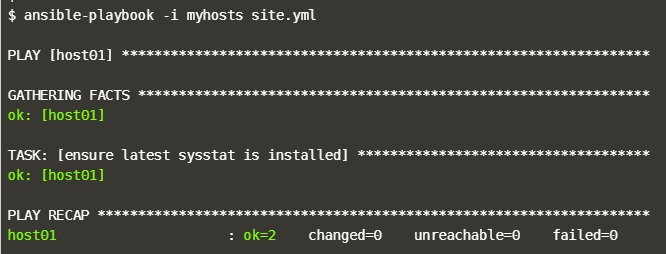 $ ansible-playbook -i myhosts site.yml
PLAY [host01] *****************************************************************
GATHERING FACTS ***************************************************************
ok: [host01]
TASK: [ensure latest sysstat is installed] ************************************
ok: [host01]
PLAY RECAP ********************************************************************
host01                     : ok=2    changed=0    unreachable=0    failed=0